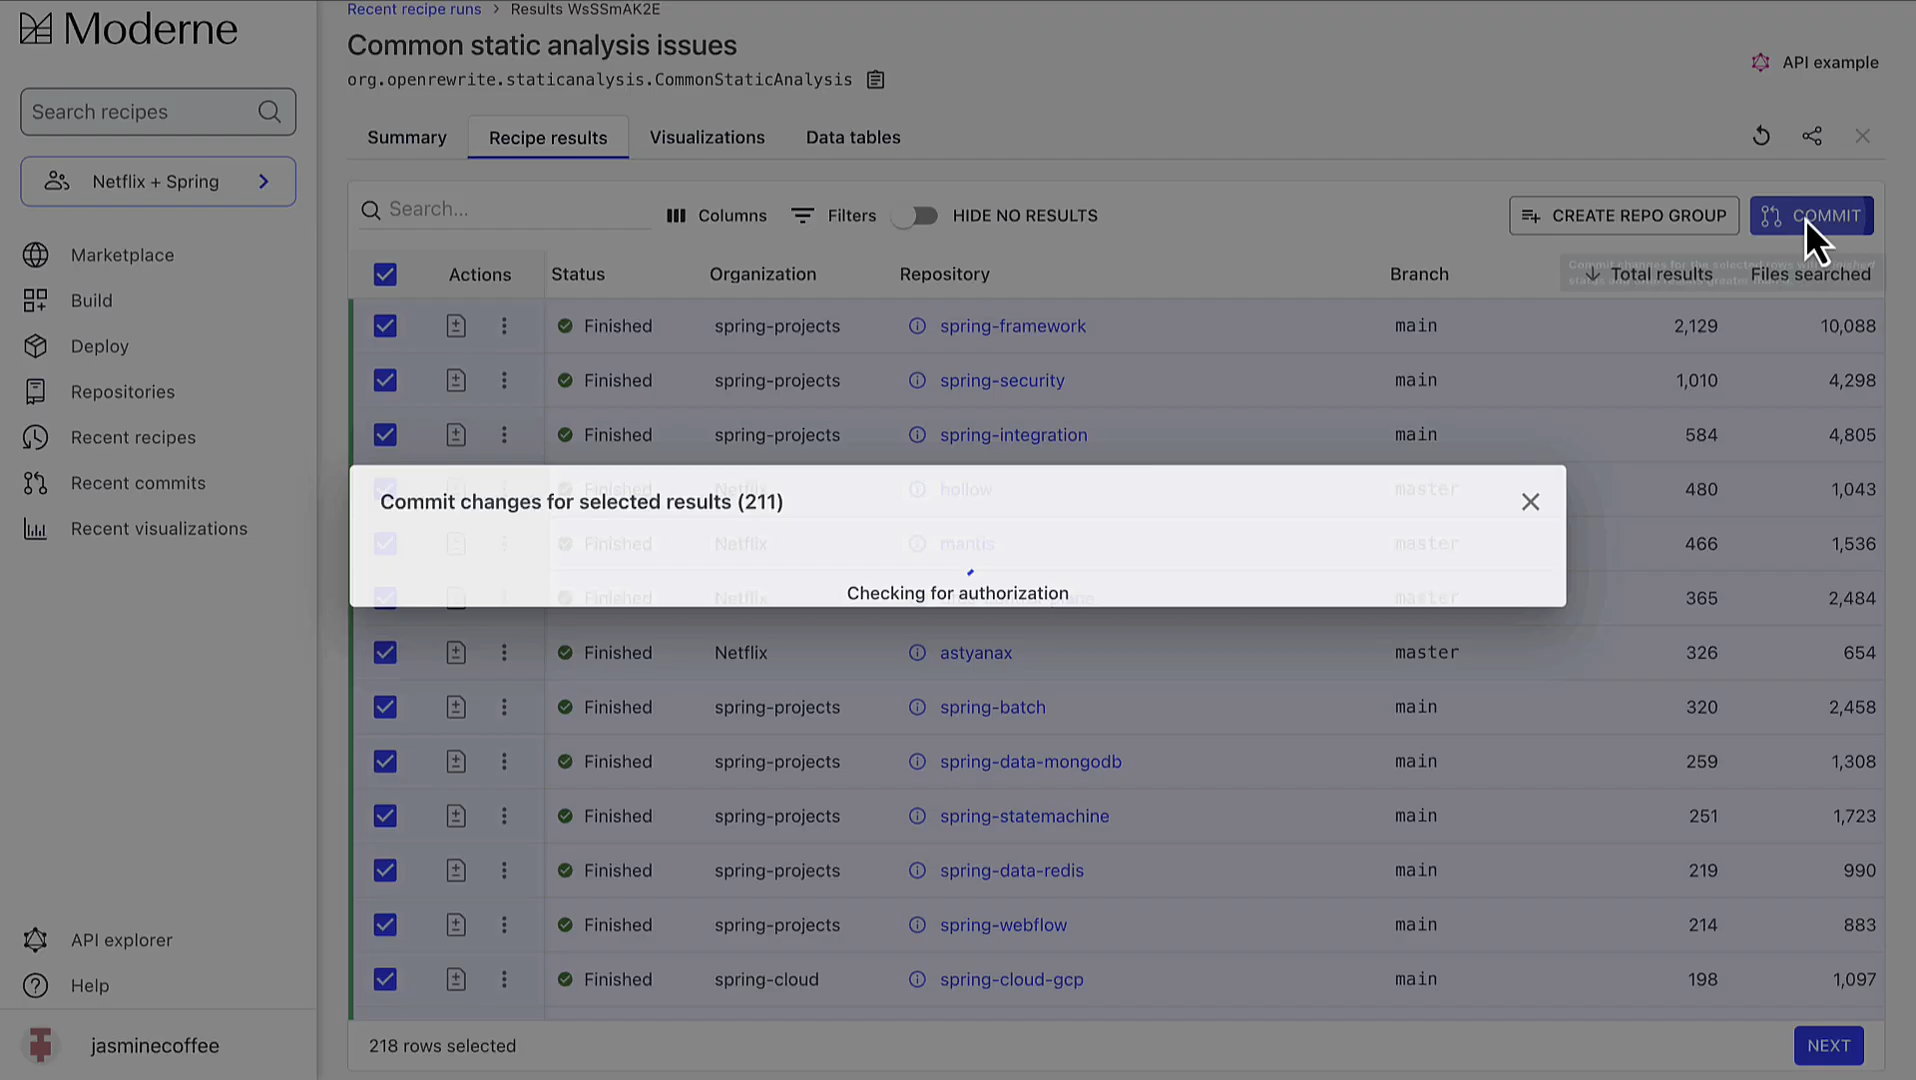 Moderne
Search recipes
Netflix + Spring
Marketplace
Build
Deploy
Repositories
Recent recipes
Recent commits
Recent visualizations
API explorer
Help
jasminecoffee
Recent recipe runs > Results WsSSmAK2E
Common static analysis issues
org.openrewrite.staticanalysis.CommonStaticAnalysis
API example
Summary Recipe results Visualizations Data tables
Search... Columns Filters HIDE NO RESULTS CREATE REPO GROUP COMMIT
Actions Status Organization Repository Branch Total results Files searched
Finished spring-projects spring-framework main 2,129 10,088
Finished spring-projects spring-security main 1,010 4,298
Finished spring-projects spring-integration main 584 4,805
Finished Netflix hollow master 480 1,043
Commit changes for selected results (211)
Finished Netflix mantis master 466 1,536
Checking for authorization
Finished Netflix master 365 2,484
Finished Netflix astyanax master 326 654
Finished spring-projects spring-batch main 320 2,458
Finished spring-projects spring-data-mongodb main 259 1,308
Finished spring-projects spring-statemachine main 251 1,723
Finished spring-projects spring-data-redis main 219 990
Finished spring-projects spring-webflow main 214 883
Finished spring-cloud spring-cloud-gcp main 198 1,097
218 rows selected
NEXT